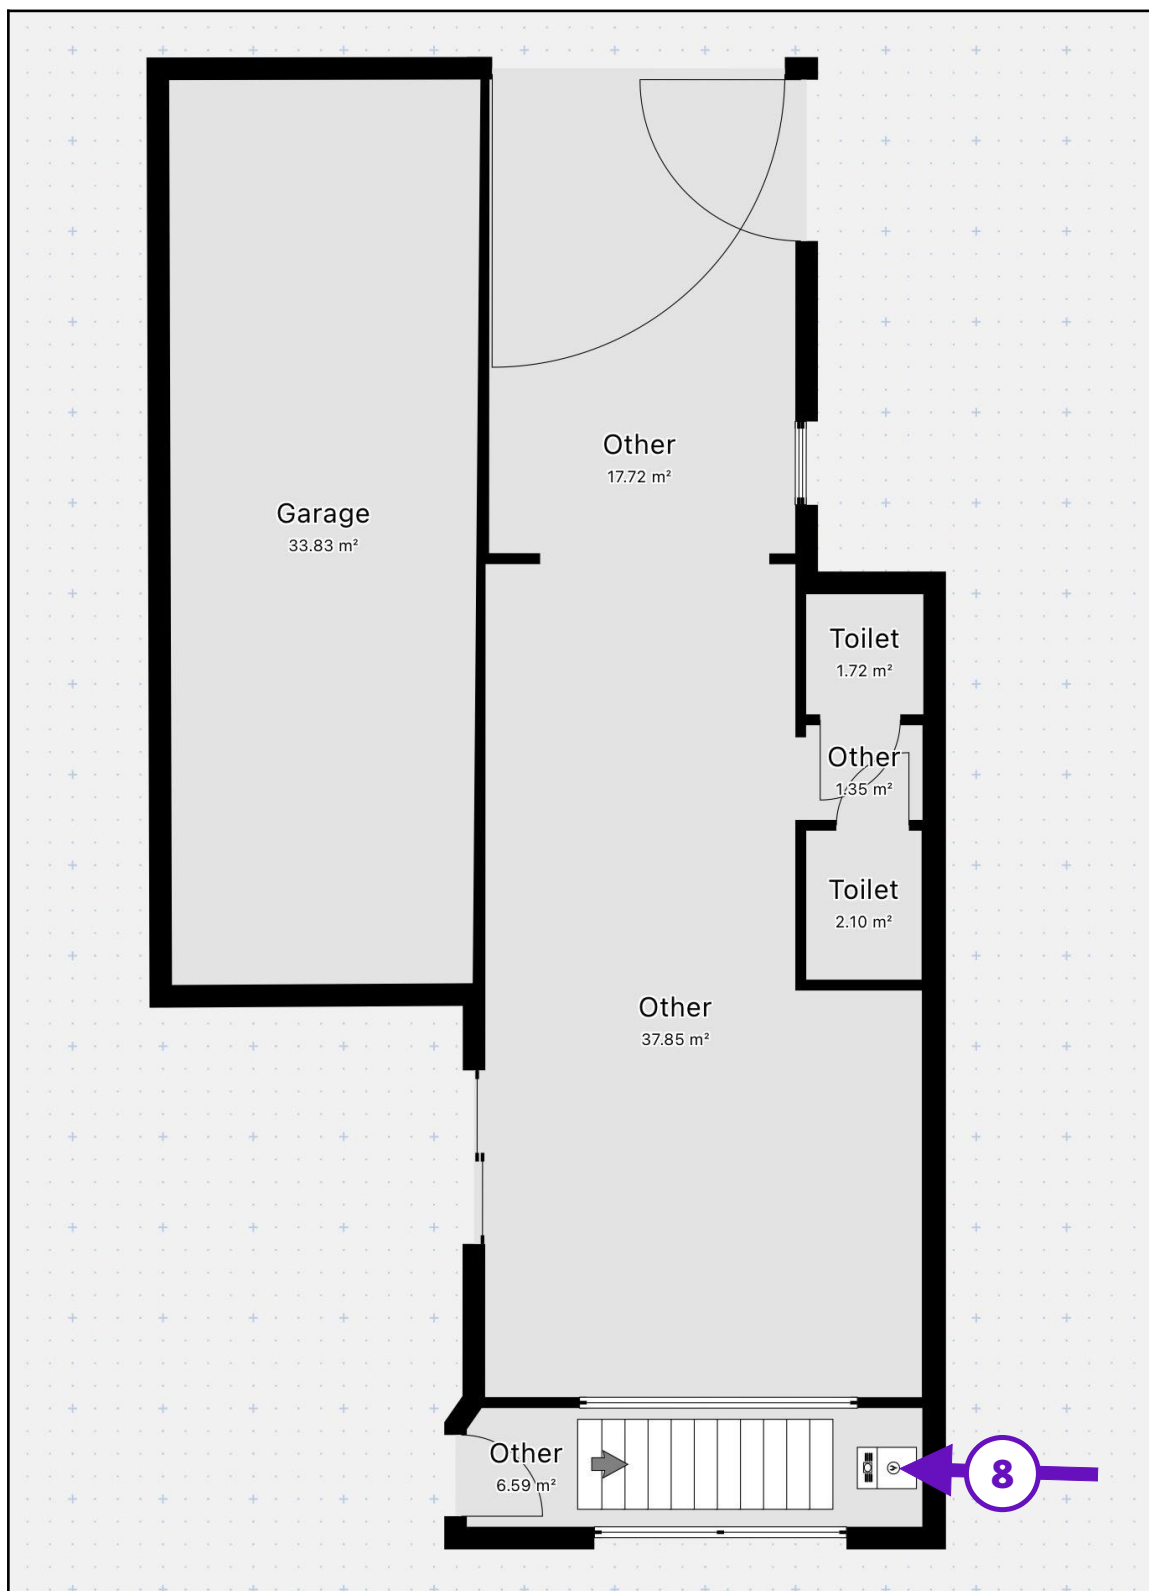 Other
17.72 m²
Garage
33.83 m²
Toilet
1.72 m²
Other
1.35 m²
Toilet
2.10 m²
Other
37.85 m²
Other
6.59 m²
8